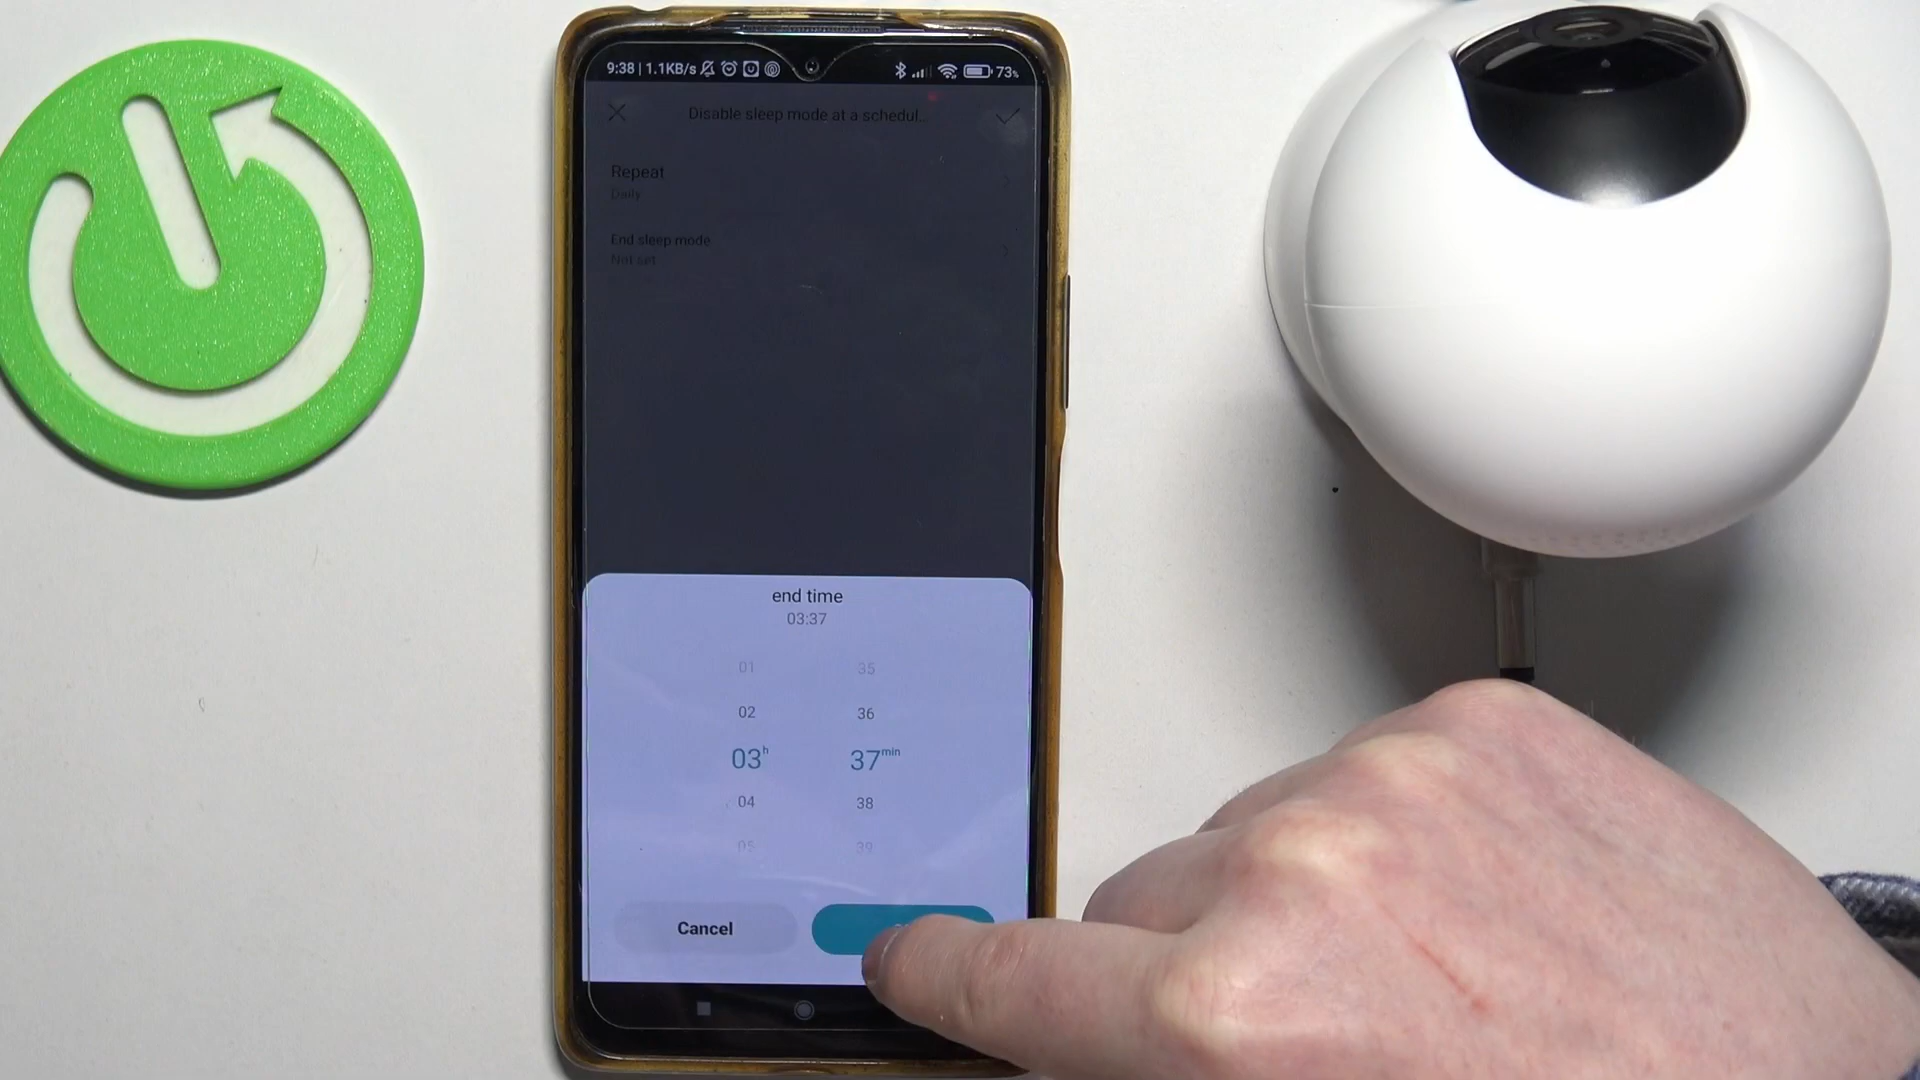 9:38 | 1.1KB/s 73%
Disable sleep mode at a schedul...
Repeat
Daily
End sleep mode
Not set
end time
03:37
01 35
02 36
03h 37min
04 38
05 39
Cancel